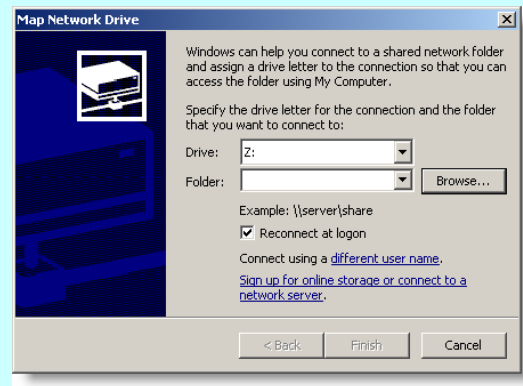 Map Network Drive
Windows can help you connect to a shared network folder
and assign a drive letter to the connection so that you can
access the folder using My Computer.
Specify the drive letter for the connection and the folder
that you want to connect to:
Drive: Z:
Folder: Browse...
Example: \\server\share
Reconnect at logon
Connect using a different user name.
Sign up for online storage or connect to a
network server.
< Back Finish Cancel